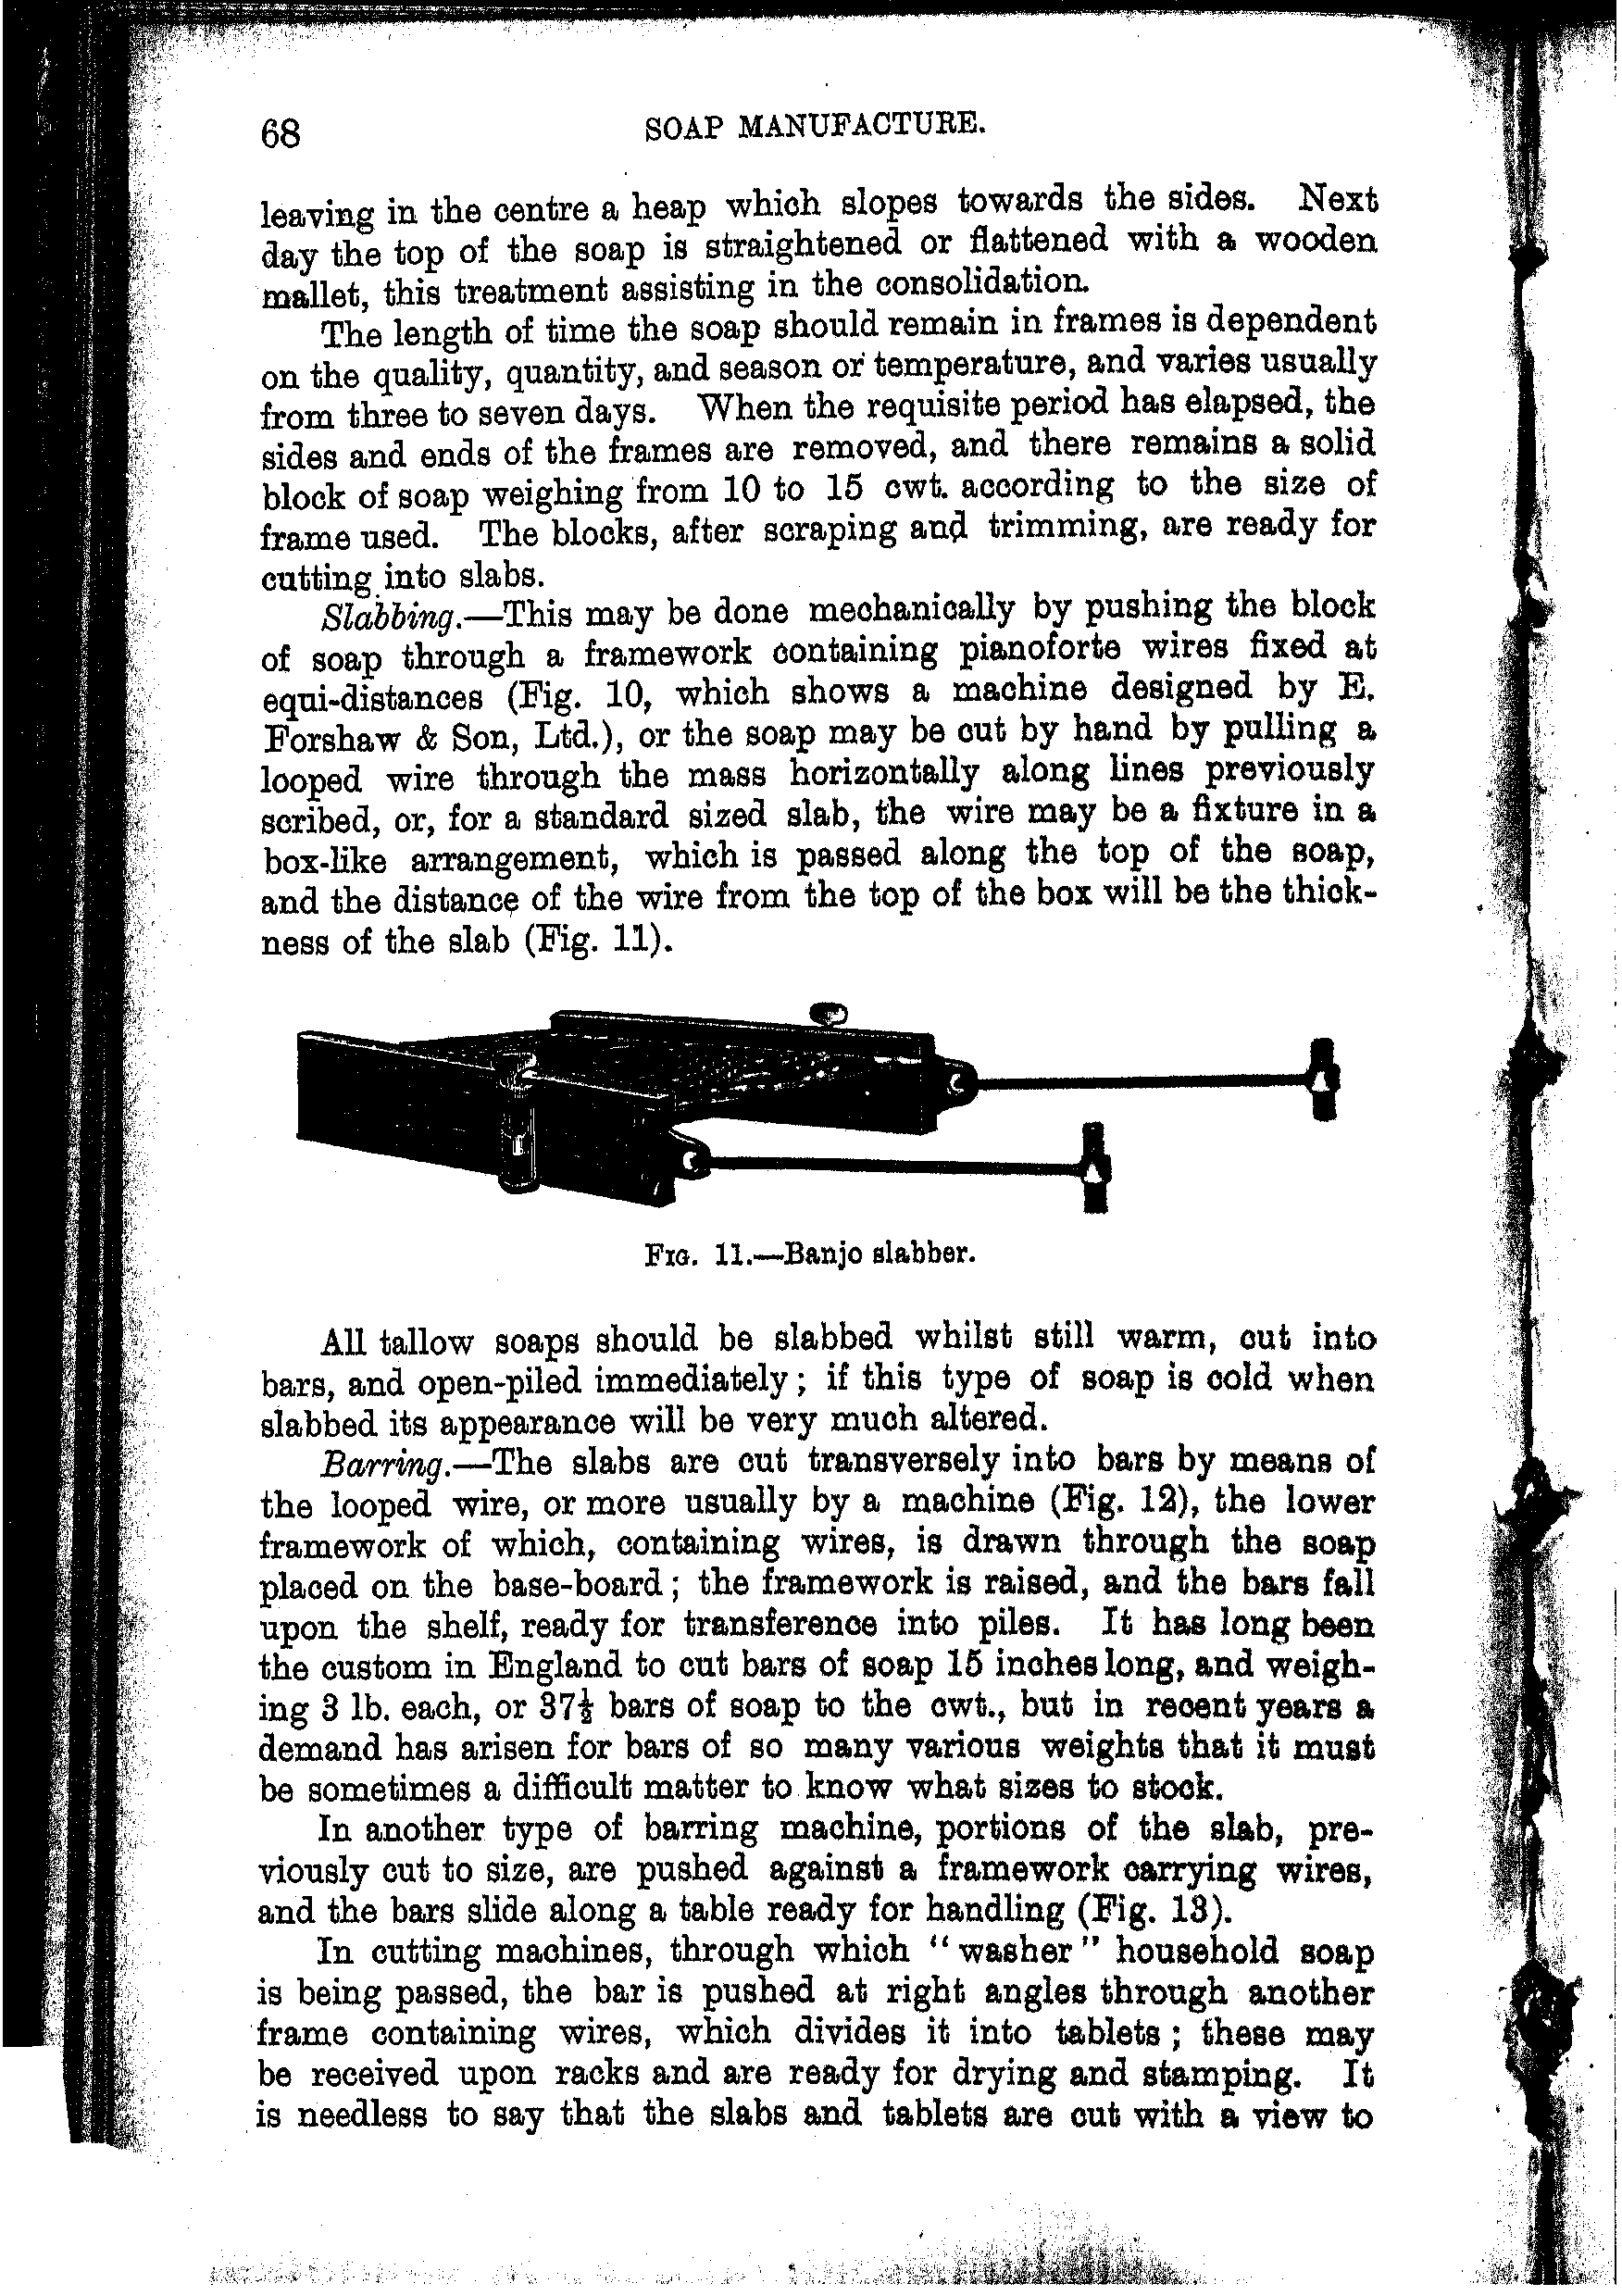 68
SOAP MANUFACTURE.
leaving in the centre a heap which slopes towards the sides. Next
day the top of the soap is straightened or flattened with a wooden
mallet, this treatment assisting in the consolidation.
The length of time the soap should remain in frames is dependent
on the quality, quantity, and season or temperature, and varies usually
from three to seven days. When the requisite period has elapsed, the
sides and ends of the frames are removed, and there remains a solid
block of soap weighing from 10 to 15 cwt. according to the size of
frame used. The blocks, after scraping and trimming, are ready for
cutting into slabs.
Slabbing.—This may be done mechanically by pushing the block
of soap through a framework containing pianoforte wires fixed at
equi-distances (Fig. 10, which shows a machine designed by E.
Forshaw & Son, Ltd.), or the soap may be cut by hand by pulling a
looped wire through the mass horizontally along lines previously
scribed, or, for a standard sized slab, the wire may be a fixture in a
box-like arrangement, which is passed along the top of the soap,
and the distance of the wire from the top of the box will be the thick-
ness of the slab (Fig. 11).
FIG. 11.—Banjo slabber.
All tallow soaps should be slabbed whilst still warm, cut into
bars, and open-piled immediately; if this type of soap is cold when
slabbed its appearance will be very much altered.
Barring.—The slabs are cut transversely into bars by means of
the looped wire, or more usually by a machine (Fig. 12), the lower
framework of which, containing wires, is drawn through the soap
placed on the base-board; the framework is raised, and the bars fall
upon the shelf, ready for transference into piles. It has long been
the custom in England to cut bars of soap 15 inches long, and weigh-
ing 3 lb. each, or 37½ bars of soap to the cwt., but in recent years a
demand has arisen for bars of so many various weights that it must
be sometimes a difficult matter to know what sizes to stock.
In another type of barring machine, portions of the slab, pre-
viously cut to size, are pushed against a framework carrying wires,
and the bars slide along a table ready for handling (Fig. 13).
In cutting machines, through which "washer" household soap
is being passed, the bar is pushed at right angles through another
frame containing wires, which divides it into tablets; these may
be received upon racks and are ready for drying and stamping. It
is needless to say that the slabs and tablets are cut with a view to